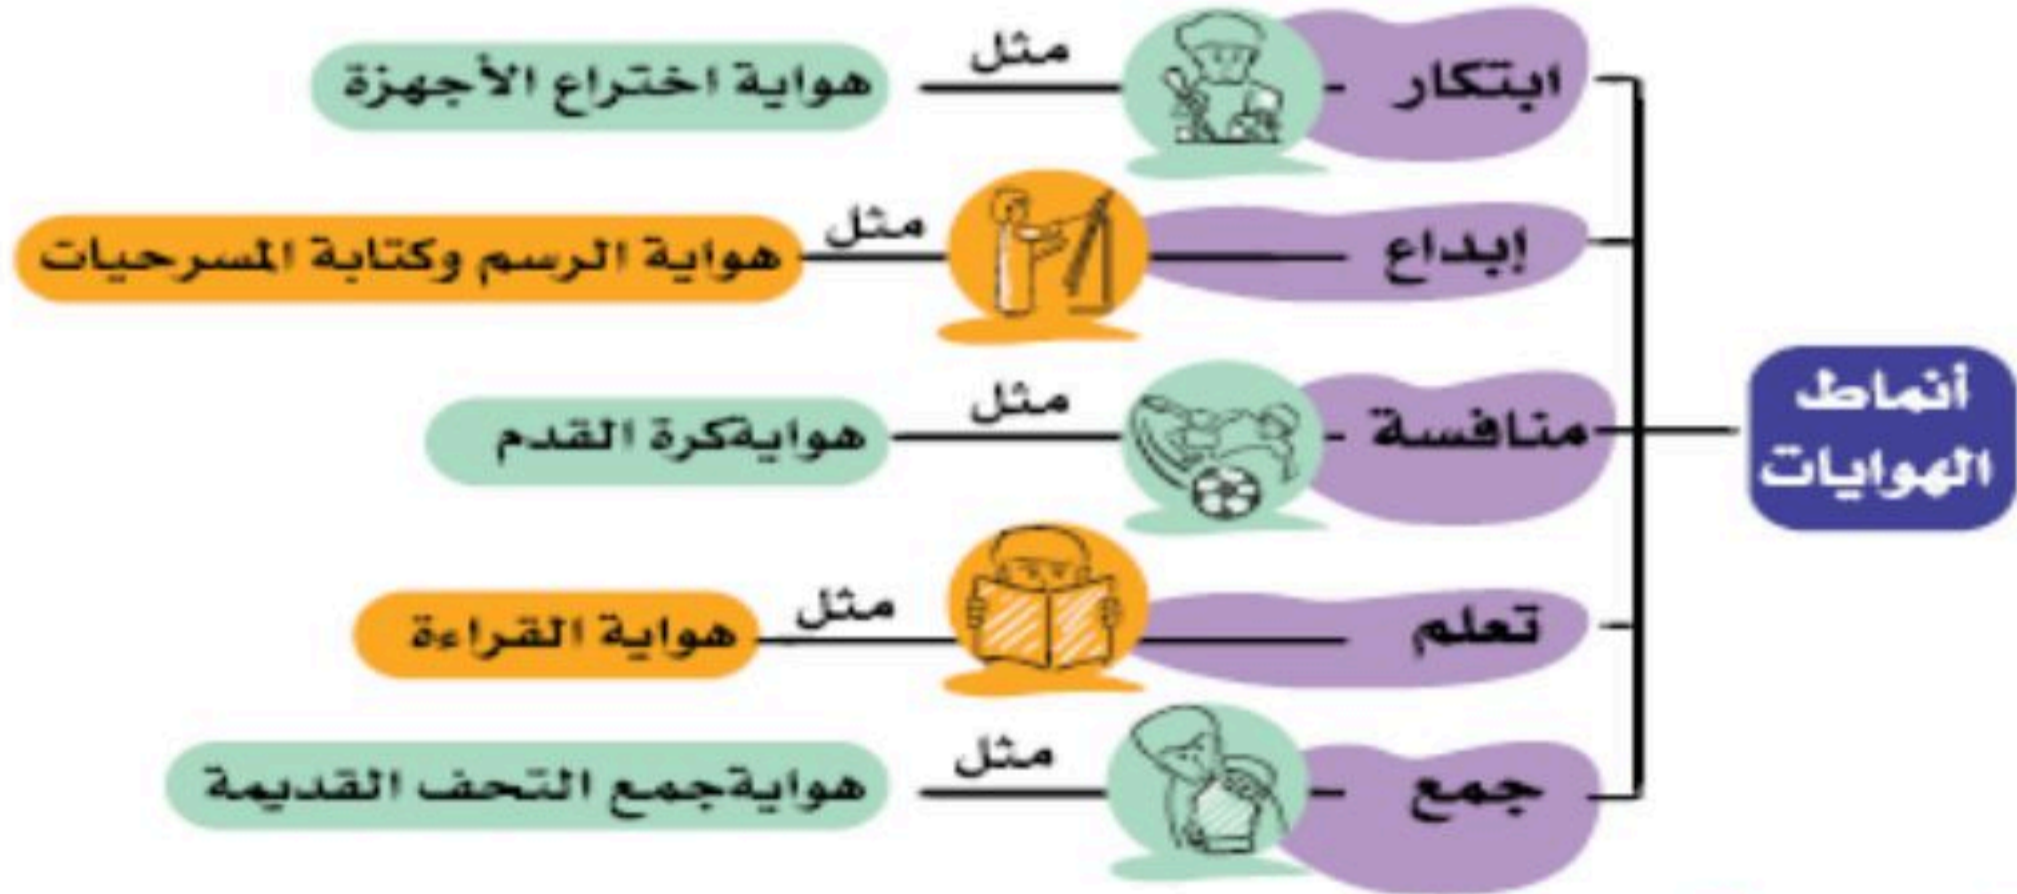 أنماط
الهوايات
ابتكار
مثل
هواية اختراع الأجهزة
إبداع
مثل
هواية الرسم وكتابة المسرحيات
منافسة
مثل
هوايةكرة القدم
تعلم
مثل
هواية القراءة
جمع
مثل
هوايةجمع التحف القديمة